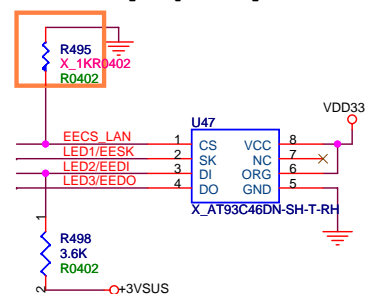 R495
X_1KR0402
R0402
U47
VDD33
EECS_LAN 1 CS VCC 8
LED1/EESK 2 SK NC 7
LED2/EEDI 3 DI ORG 6
LED3/EEDO 4 DO GND 5
X_AT93C46DN-SH-T-RH
1
R498
3.6K
R0402
2
+3VSUS